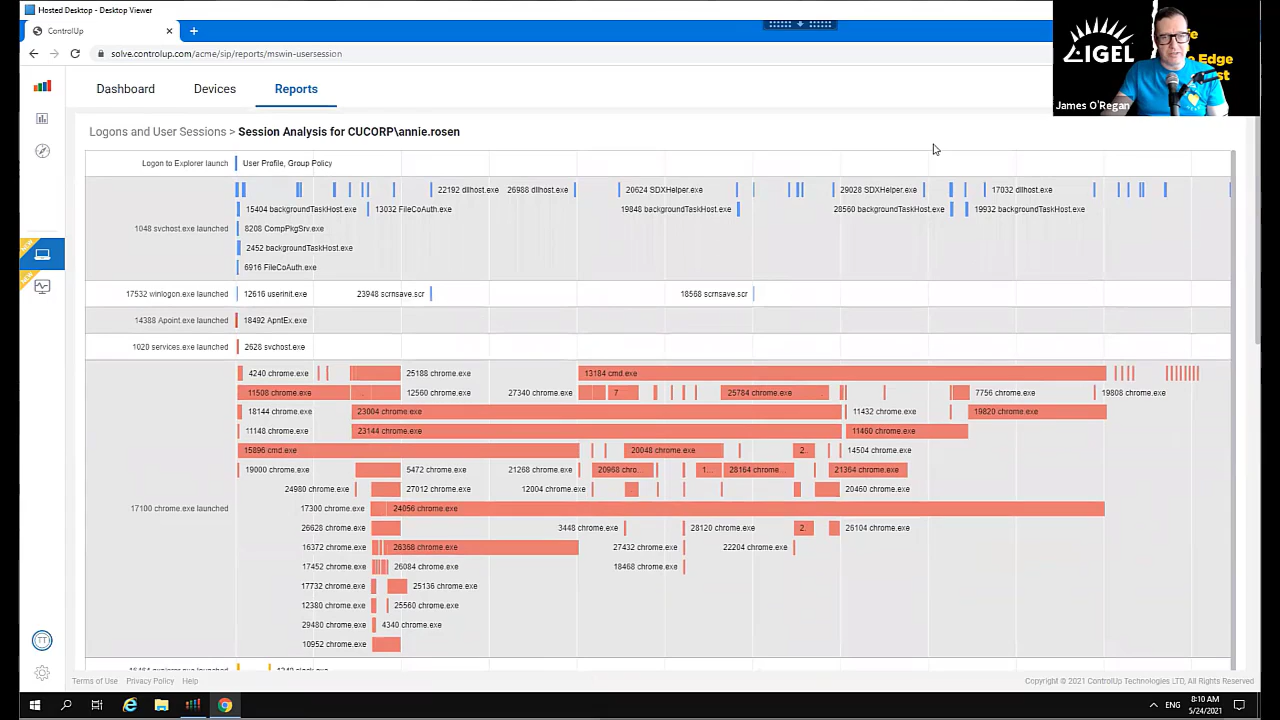 Hosted Desktop - Desktop Viewer
ControlUp
solve.controlup.com/acme/sip/reports/mswin-usersession
IGEL
James O'Regan
Dashboard Devices Reports
Logons and User Sessions > Session Analysis for CUCORP\annie.rosen
Logon to Explorer launch User Profile, Group Policy
22192 dllhost.exe 26988 dllhost.exe 20624 SDXHelper.exe 29028 SDXHelper.exe 17032 dllhost.exe
15404 backgroundTaskHost.exe 13032 FileCoAuth.exe 19848 backgroundTaskHost.exe 28560 backgroundTaskHost.exe 19932 backgroundTaskHost.exe
1048 svchost.exe launched 8208 CompPkgSrv.exe
2452 backgroundTaskHost.exe
6916 FileCoAuth.exe
17532 winlogon.exe launched 12616 userinit.exe 23948 scrnsave.scr 18568 scrnsave.scr
14388 Apoint.exe launched 18492 ApntEx.exe
1020 services.exe launched 2628 svchost.exe
4240 chrome.exe 25188 chrome.exe 13184 cmd.exe
11508 chrome.exe 12560 chrome.exe 27340 chrome.exe 7 25784 chrome.exe 7756 chrome.exe 19808 chrome.exe
18144 chrome.exe 23004 chrome.exe 11432 chrome.exe 19820 chrome.exe
11148 chrome.exe 23144 chrome.exe 11460 chrome.exe
15896 cmd.exe 20048 chrome.exe 2... 14504 chrome.exe
19000 chrome.exe 5472 chrome.exe 21268 chrome.exe 20968 chro... 1... 28164 chrome... 21364 chrome.exe
24980 chrome.exe 27012 chrome.exe 12004 chrome.exe 20460 chrome.exe
17100 chrome.exe launched 17300 chrome.exe 24056 chrome.exe
26628 chrome.exe 3448 chrome.exe 28120 chrome.exe 2... 26104 chrome.exe
16372 chrome.exe 26368 chrome.exe 27432 chrome.exe 22204 chrome.exe
17452 chrome.exe 26084 chrome.exe 18468 chrome.exe
17732 chrome.exe 25136 chrome.exe
12380 chrome.exe 25560 chrome.exe
29480 chrome.exe 4340 chrome.exe
10952 chrome.exe
TT
Terms of Use Privacy Policy Help Copyright © 2021 ControlUp Technologies LTD, All Rights Reserved
ENG 8:10 AM
5/24/2021